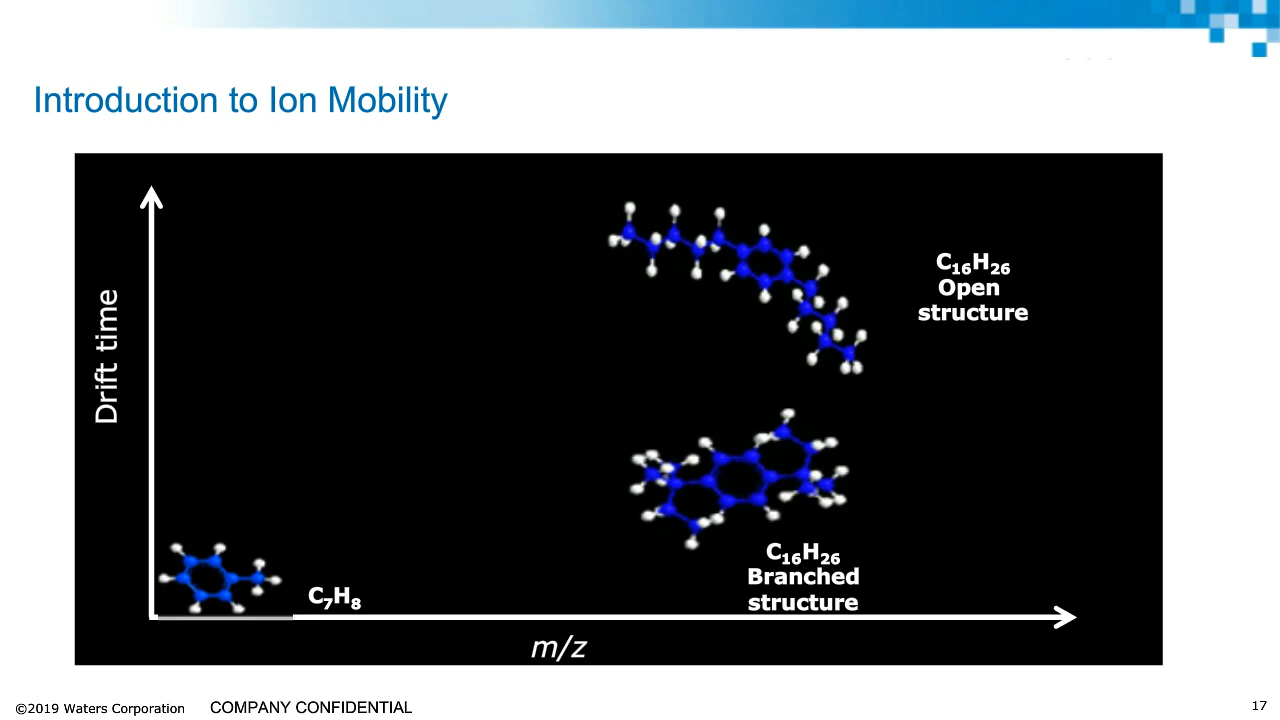 Introduction to Ion Mobility
Drift time
C₁₆H₂₆
Open
structure
C₁₆H₂₆
Branched
structure
C₇H₈
m/z
©2019 Waters Corporation COMPANY CONFIDENTIAL 17